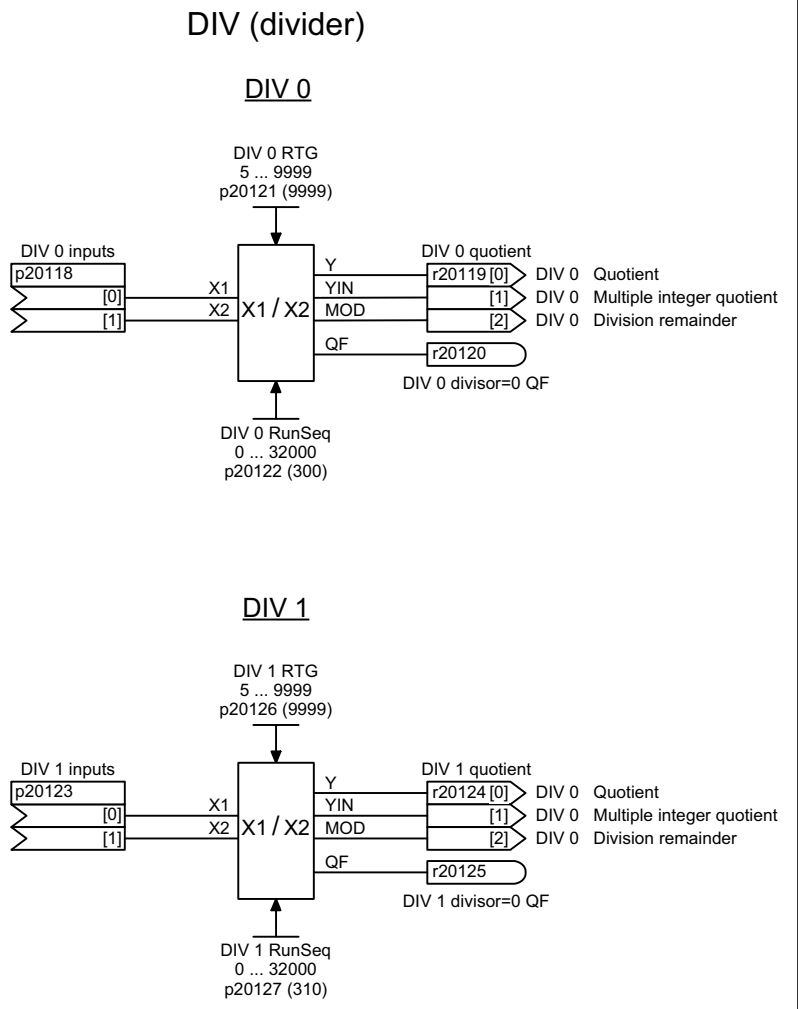 DIV (divider)
DIV 0
DIV 0 RTG
5 ... 9999
p20121 (9999)
DIV 0 inputs
DIV 0 quotient
p20118
Y
r20119 [0] DIV 0 Quotient
[0] X1
YIN
[1] DIV 0 Multiple integer quotient
[1] X2
X1 / X2
MOD
[2] DIV 0 Division remainder
QF
r20120
DIV 0 divisor=0 QF
DIV 0 RunSeq
0 ... 32000
p20122 (300)
DIV 1
DIV 1 RTG
5 ... 9999
p20126 (9999)
DIV 1 inputs
DIV 1 quotient
p20123
Y
r20124 [0] DIV 0 Quotient
[0] X1
YIN
[1] DIV 0 Multiple integer quotient
[1] X2
X1 / X2
MOD
[2] DIV 0 Division remainder
QF
r20125
DIV 1 divisor=0 QF
DIV 1 RunSeq
0 ... 32000
p20127 (310)